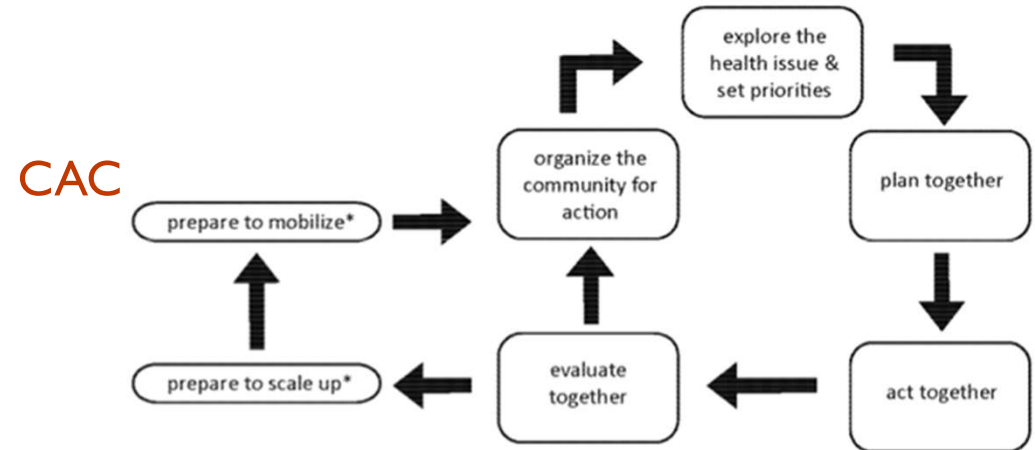 CAC
prepare to mobilize*
organize the
community for
action
explore the
health issue &
set priorities
plan together
act together
evaluate
together
prepare to scale up*